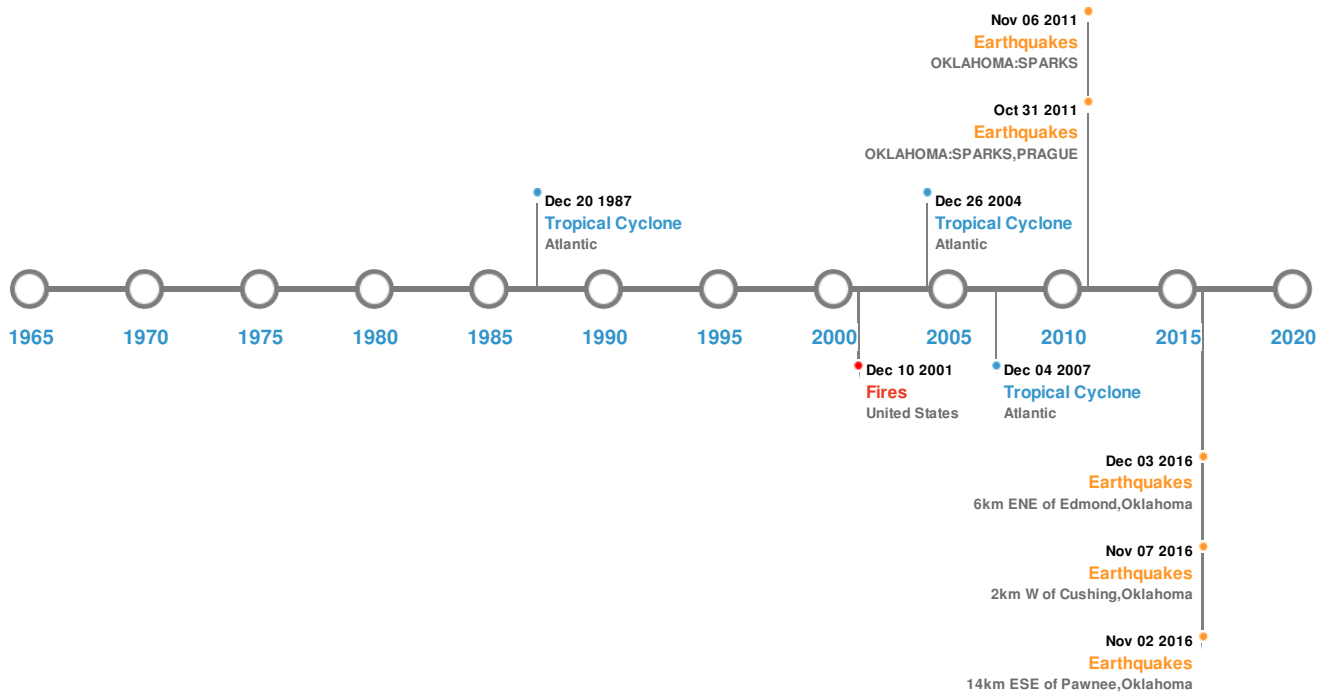 Nov 06 2011
Earthquakes
OKLAHOMA:SPARKS
Oct 31 2011
Earthquakes
OKLAHOMA:SPARKS,PRAGUE
Dec 20 1987
Tropical Cyclone
Atlantic
Dec 26 2004
Tropical Cyclone
Atlantic
1965 1970 1975 1980 1985 1990 1995 2000 2005 2010 2015 2020
Dec 10 2001
Fires
United States
Dec 04 2007
Tropical Cyclone
Atlantic
Dec 03 2016
Earthquakes
6km ENE of Edmond,Oklahoma
Nov 07 2016
Earthquakes
2km W of Cushing,Oklahoma
Nov 02 2016
Earthquakes
14km ESE of Pawnee,Oklahoma